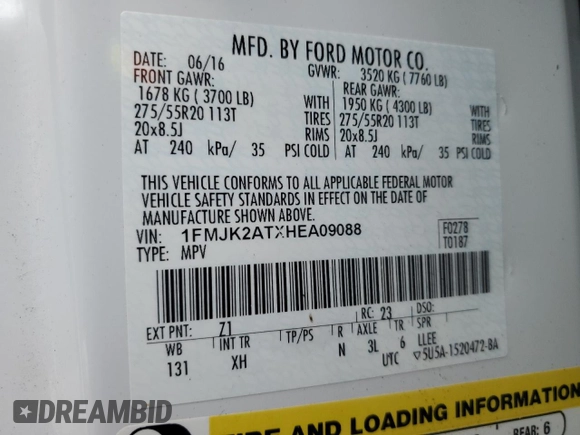 MFD. BY FORD MOTOR CO.
DATE: 06/16 GVWR: 3520 KG ( 7760 LB)
FRONT GAWR: REAR GAWR:
1678 KG ( 3700 LB) WITH 1950 KG ( 4300 LB) WITH
275/55R20 113T TIRES 275/55R20 113T TIRES
20x8.5J RIMS 20x8.5J RIMS
AT 240 kPa/ 35 PSI COLD AT 240 kPa/ 35 PSI COLD
THIS VEHICLE CONFORMS TO ALL APPLICABLE FEDERAL MOTOR
VEHICLE SAFETY STANDARDS IN EFFECT ON THE DATE OF
MANUFACTURE SHOWN ABOVE.
VIN: 1FMJK2ATXHEA09088 F0278
TYPE: MPV T0187
RC: 23 DSO:
EXT PNT: Z1
WB INT TR TP/PS R AXLE TR SPR
131 XH N 3L 6 LLEE
UTC ▽5U5A-1520472-BA
TIRE AND LOADING INFORMATION
REAR: 6
DREAMBID